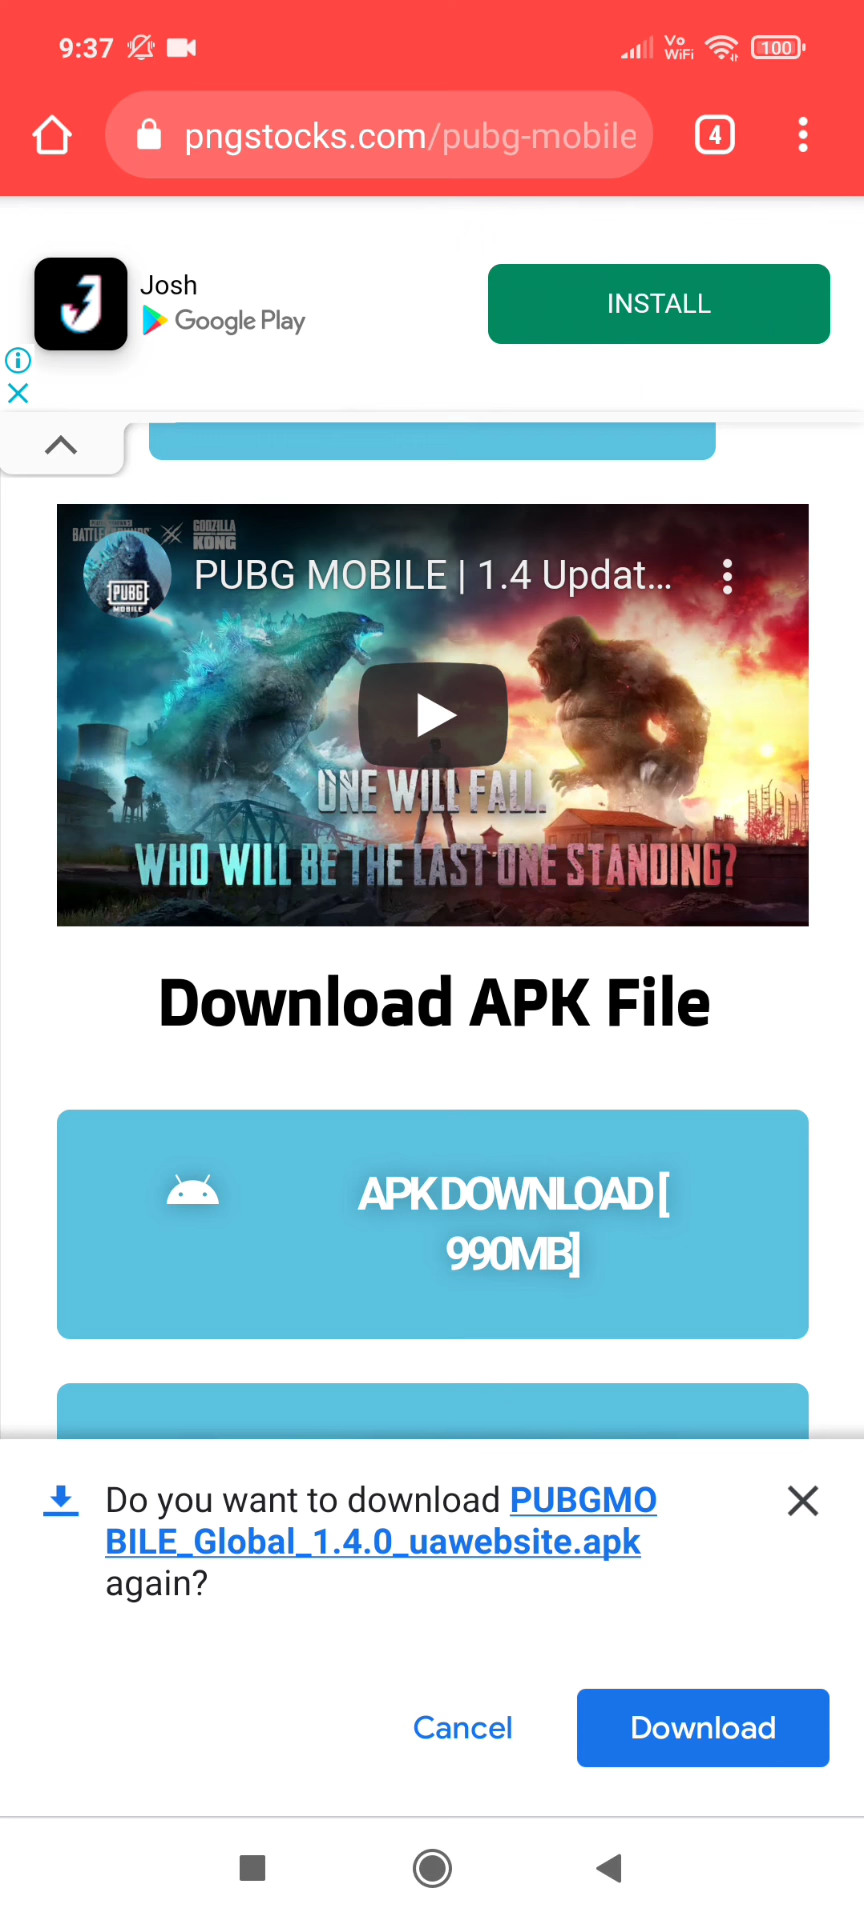 9:37
Vo
WiFi
100
pngstocks.com/pubg-mobile
4
Josh
Google Play
INSTALL
GODZILLA
KONG
PUBG MOBILE | 1.4 Updat...
PUBG
MOBILE
ONE WILL FALL.
WHO WILL BE THE LAST ONE STANDING?
Download APK File
APK DOWNLOAD [
990MB]
Do you want to download PUBGMO
BILE_Global_1.4.0_uawebsite.apk
again?
Cancel
Download